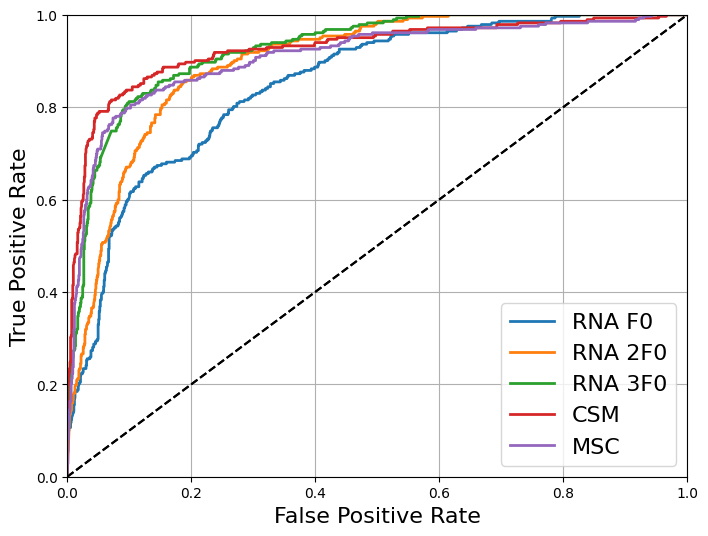 1.0
0.8
0.6
0.4
0.2
0.0
True Positive Rate
RNA F0
RNA 2F0
RNA 3F0
CSM
MSC
0.0 0.2 0.4 0.6 0.8 1.0
False Positive Rate